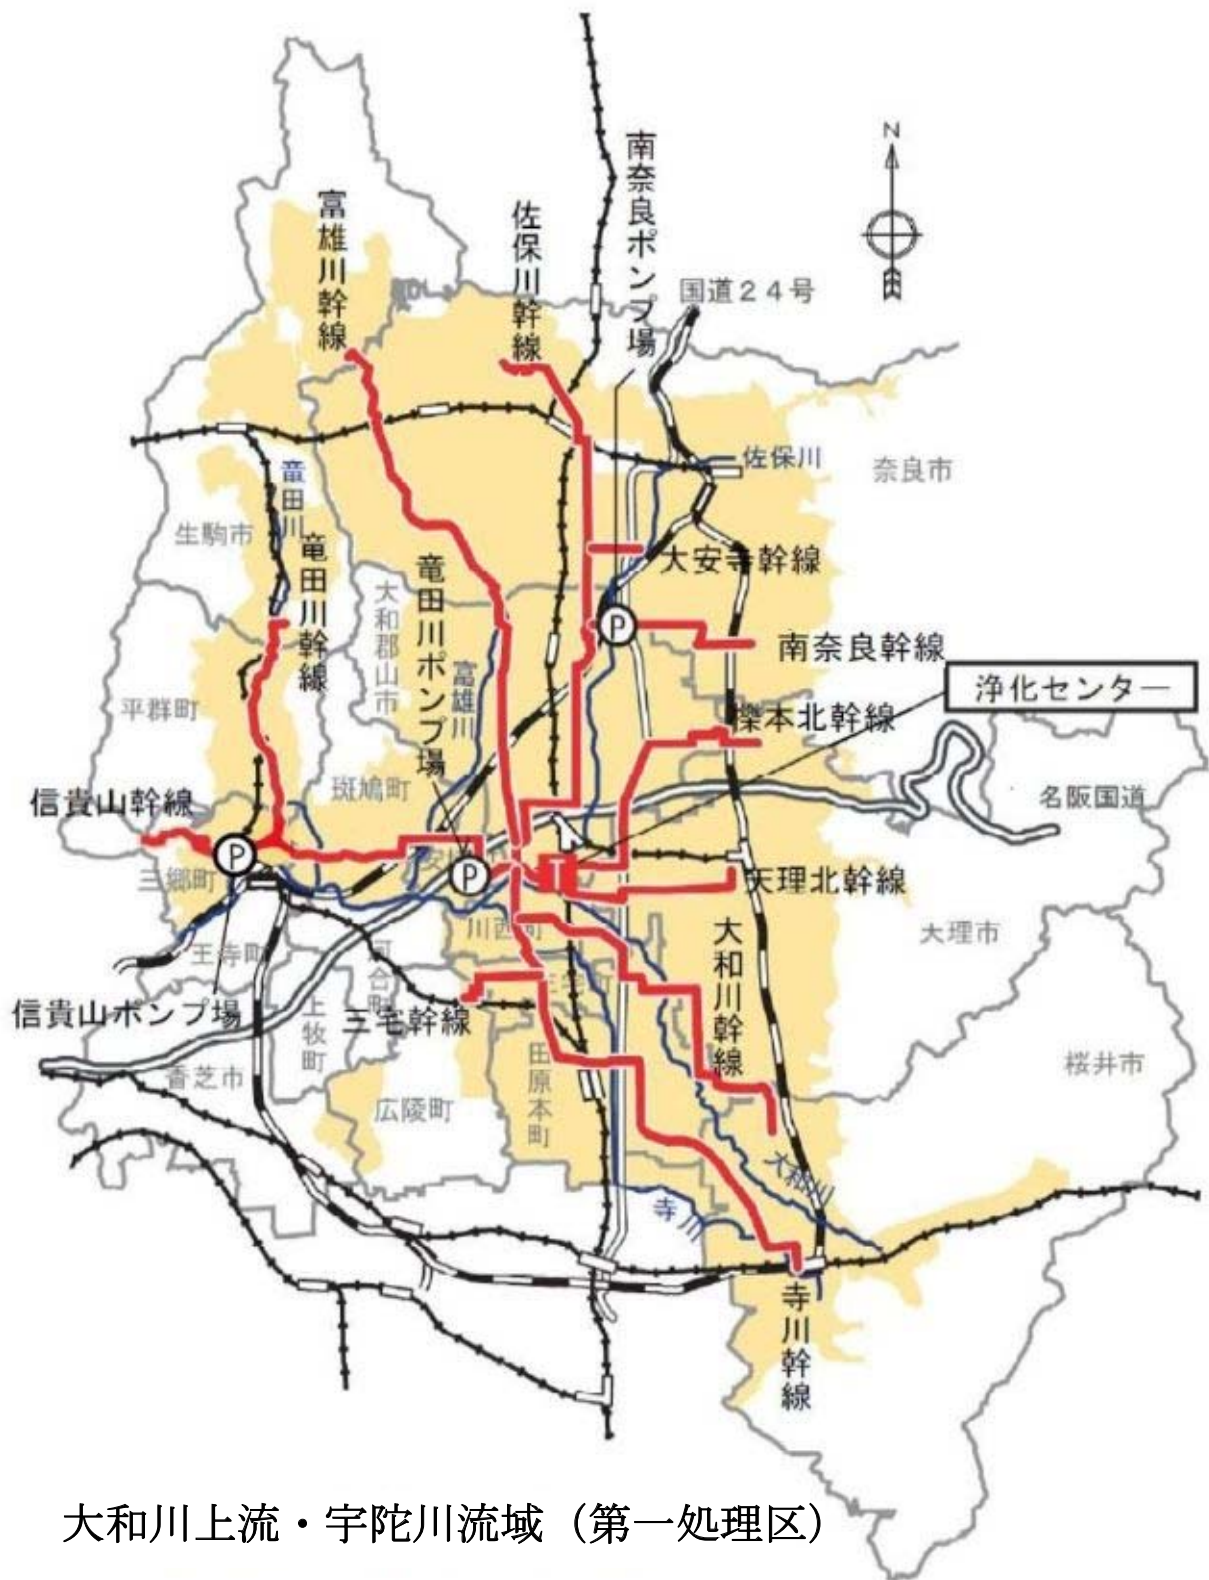 N
南奈良ポンプ場
富雄川幹線
佐保川幹線
国道24号
佐保川
奈良市
竜田川
生駒市
竜田川幹線
大安寺幹線
竜田川ポンプ場
大和郡山市
富雄川
P
南奈良幹線
浄化センター
平群町
櫟本北幹線
斑鳩町
名阪国道
信貴山幹線
P
P
三郷町
天理北幹線
川西町
大和川幹線
大理市
王寺町
河合町
三宅町
信貴山ポンプ場
上牧町
三宅幹線
田原本町
香芝市
広陵町
桜井市
大和川
寺川
寺川幹線
大和川上流・宇陀川流域（第一処理区）